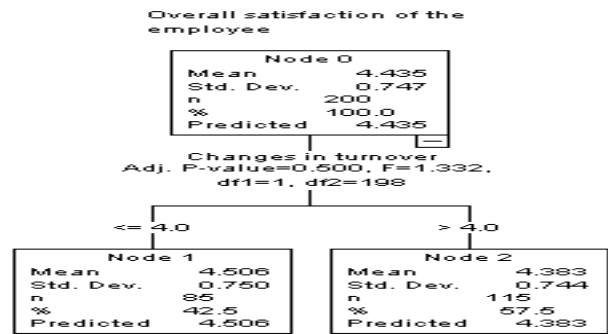 Overall satisfaction of the
employee
Node 0
Mean 4.435
Std. Dev. 0.747
n 200
% 100.0
Predicted 4.435
Changes in turnover
Adj. P-value=0.500, F=1.332,
df1=1, df2=198
<= 4.0
> 4.0
Node 1
Mean 4.506
Std. Dev. 0.750
n 85
% 42.5
Predicted 4.506
Node 2
Mean 4.383
Std. Dev. 0.744
n 115
% 57.5
Predicted 4.383